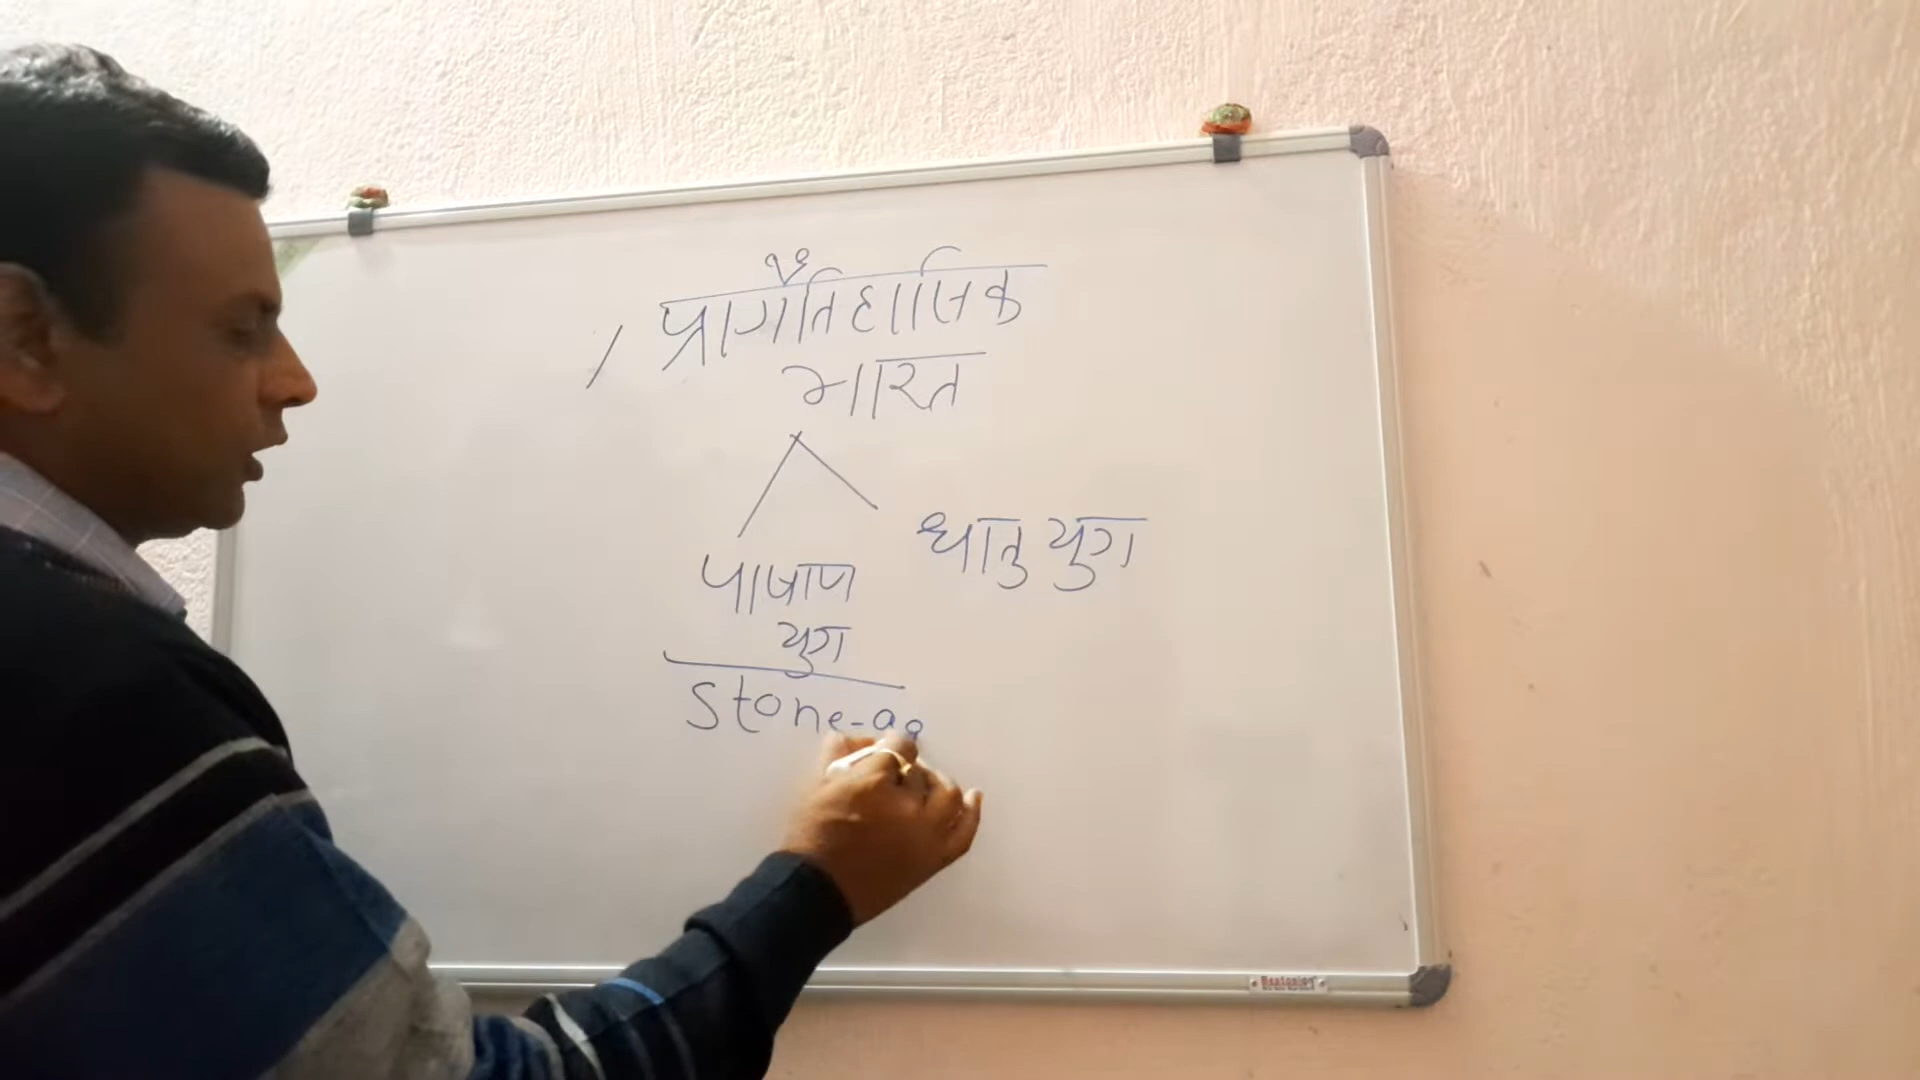 प्रागैतिहासिक
भारत
पाषाण
युग
धातु युग
Stone-ag